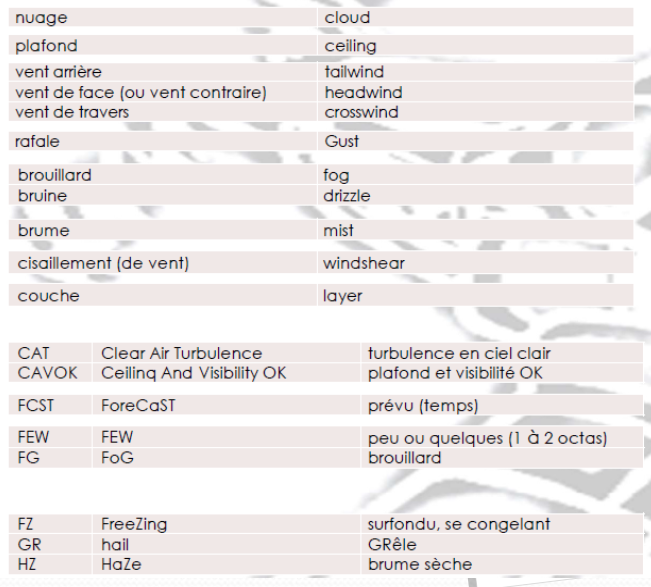 nuage cloud
plafond ceiling
vent arrière tailwind
vent de face (ou vent contraire) headwind
vent de travers crosswind
rafale Gust
brouillard fog
bruine drizzle
brume mist
cisaillement (de vent) windshear
couche layer
CAT Clear Air Turbulence turbulence en ciel clair
CAVOK Ceiling And Visibility OK plafond et visibilité OK
FCST ForeCaST prévu (temps)
FEW FEW peu ou quelques (1 à 2 octas)
FG FoG brouillard
FZ FreeZing surfondu, se congelant
GR hail GRêle
HZ HaZe brume sèche